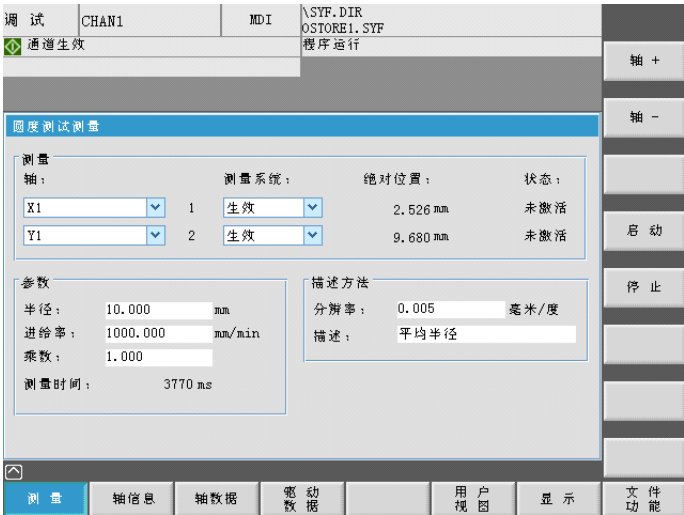 调 试 CHAN1 MDI \SYF.DIR
OSTORE1.SYF
通道生效 程序运行
轴 +
轴 -
圆度测试测量
测量
轴: 测量系统: 绝对位置: 状态:
X1 1 生效 2.526 mm 未激活
Y1 2 生效 9.680 mm 未激活
启 动
参数 描述方法
停 止
半径: 10.000 mm 分辨率: 0.005 毫米/度
进给率: 1000.000 mm/min 描述: 平均半径
乘数: 1.000
测量时间: 3770 ms
测 量 轴信息 轴数据 驱 动 数 据 用 户 视 图 显 示 文 件 功 能